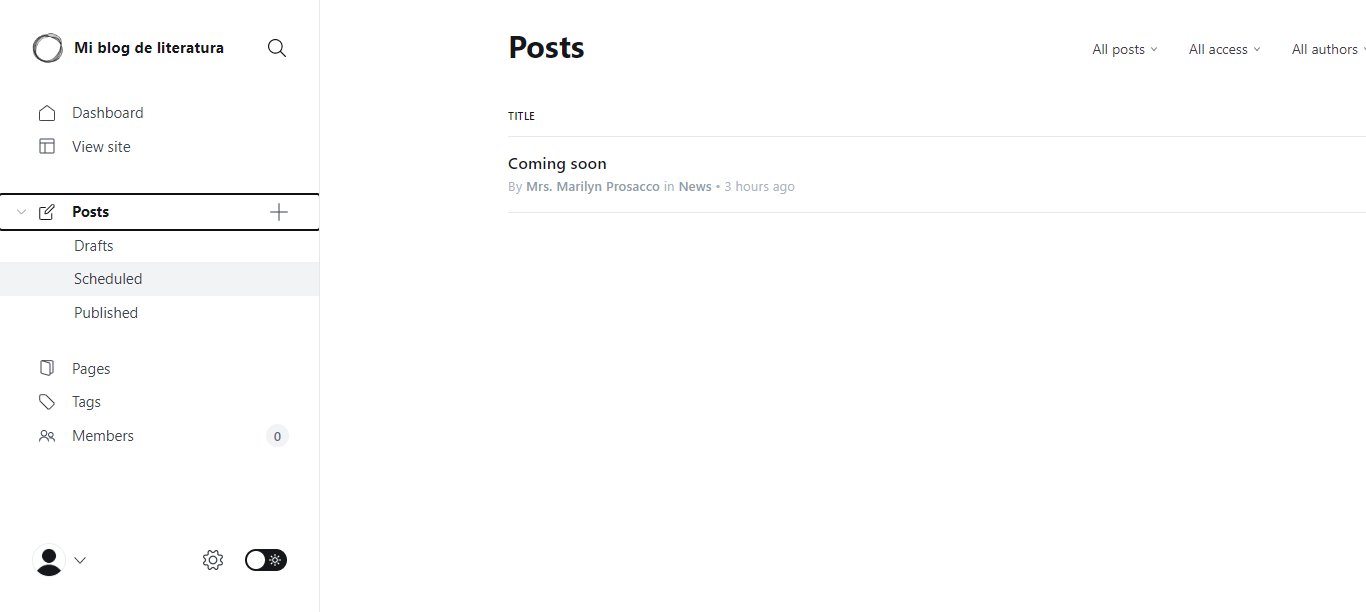 Mi blog de literatura
Dashboard
View site
Posts
Drafts
Scheduled
Published
Pages
Tags
Members 0
Posts
All posts All access All authors
TITLE
Coming soon
By Mrs. Marilyn Prosacco in News • 3 hours ago